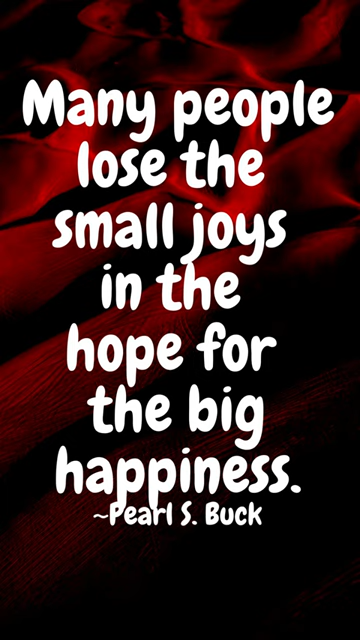 Many people
lose the
small joys
in the
hope for
the big
happiness.
~Pearl S. Buck